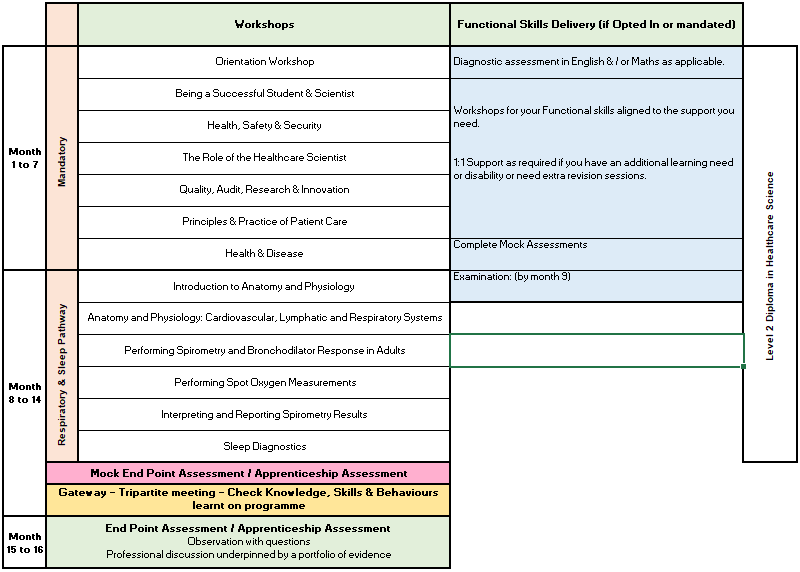 Workshops
Functional Skills Delivery (if Opted In or mandated)
Month
1 to 7
Mandatory
Orientation Workshop
Diagnostic assessment in English & / or Maths as applicable.
Being a Successful Student & Scientist
Workshops for your Functional skills aligned to the support you
need.
Health, Safety & Security
The Role of the Healthcare Scientist
1:1 Support as required if you have an additional learning need
or disability or need extra revision sessions.
Quality, Audit, Research & Innovation
Principles & Practice of Patient Care
Health & Disease
Complete Mock Assessments
Level 2 Diploma in Healthcare Science
Month
8 to 14
Respiratory & Sleep Pathway
Introduction to Anatomy and Physiology
Examination: (by month 9)
Anatomy and Physiology: Cardiovascular, Lymphatic and Respiratory Systems
Performing Spirometry and Bronchodilator Response in Adults
Performing Spot Oxygen Measurements
Interpreting and Reporting Spirometry Results
Sleep Diagnostics
Mock End Point Assessment / Apprenticeship Assessment
Gateway - Tripartite meeting - Check Knowledge, Skills & Behaviours
learnt on programme
Month
15 to 16
End Point Assessment / Apprenticeship Assessment
Observation with questions
Professional discussion underpinned by a portfolio of evidence